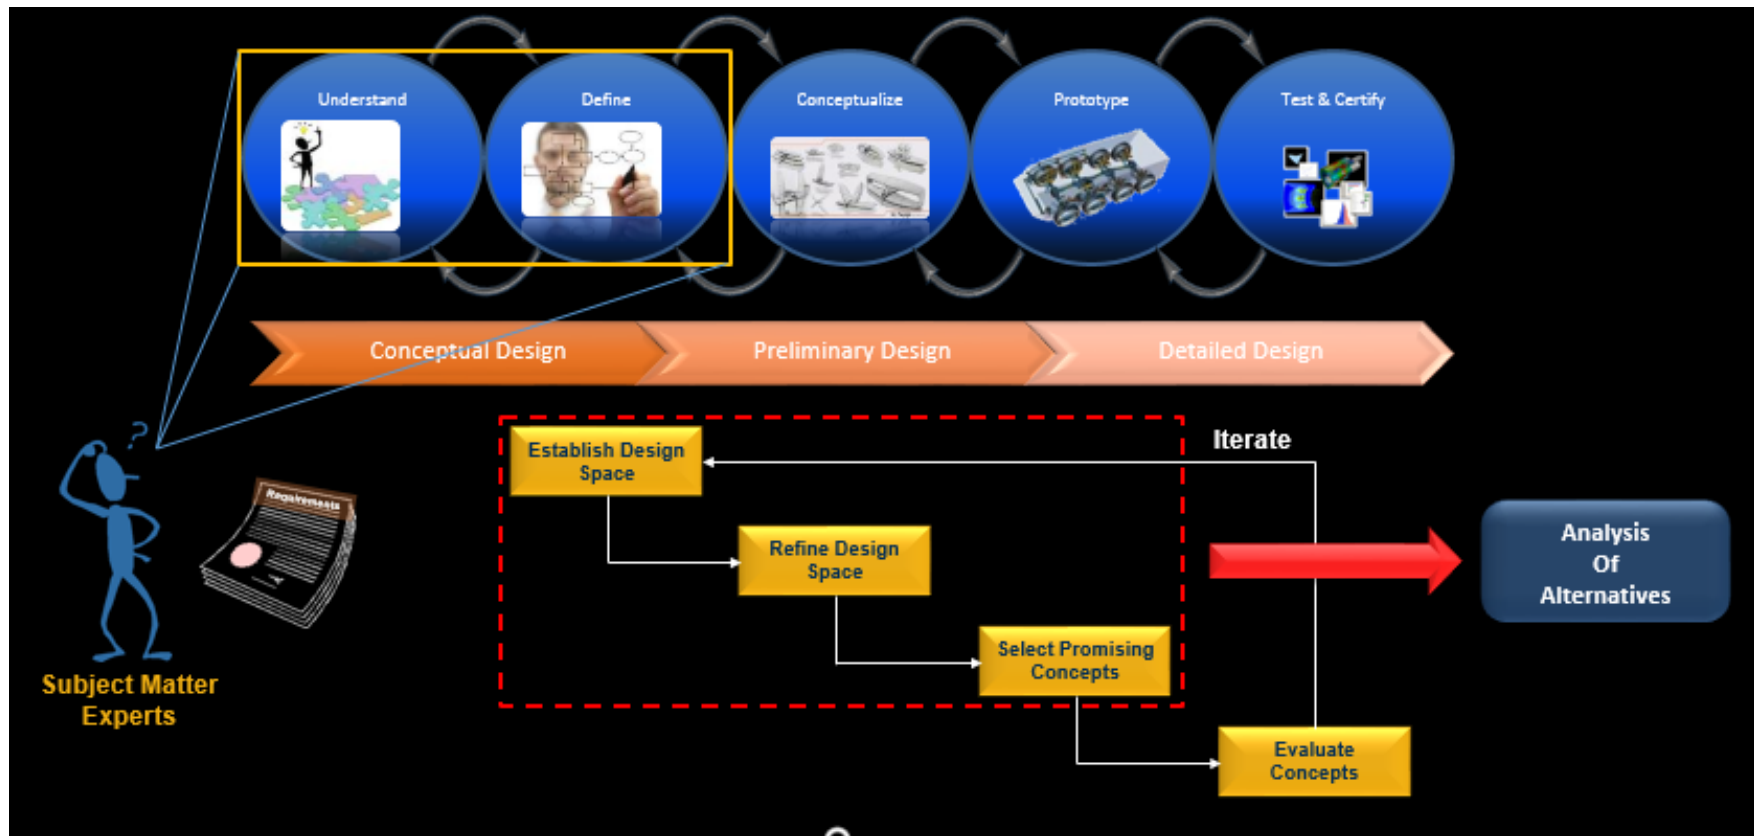 Understand
Define
Conceptualize
Prototype
Test & Certify
Conceptual Design
Preliminary Design
Detailed Design
?
Establish Design
Space
Iterate
Requirements
Refine Design
Space
Analysis
Of
Alternatives
Select Promising
Concepts
Subject Matter
Experts
Evaluate
Concepts